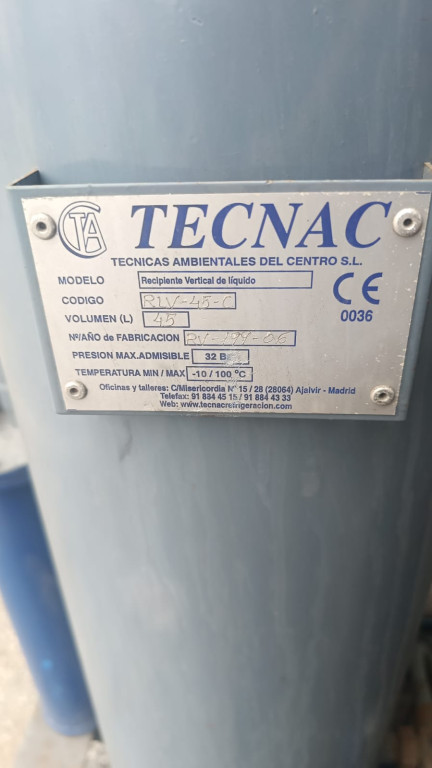 CTA TECNAC
TECNICAS AMBIENTALES DEL CENTRO S.L.
MODELO Recipiente Vertical de líquido
CODIGO RLV-45-C
VOLUMEN (L) 45
Nº/AÑO de FABRICACION
PRESION MAX.ADMISIBLE 32 B
TEMPERATURA MIN / MAX -10 / 100 ºC
CE
0036
Oficinas y talleres: C/Misericordia Nº 15 / 28 (28064) Ajalvir - Madrid
Telefax: 91 884 45 15 / 91 884 43 33
Web: www.tecnacrefrigeracion.com